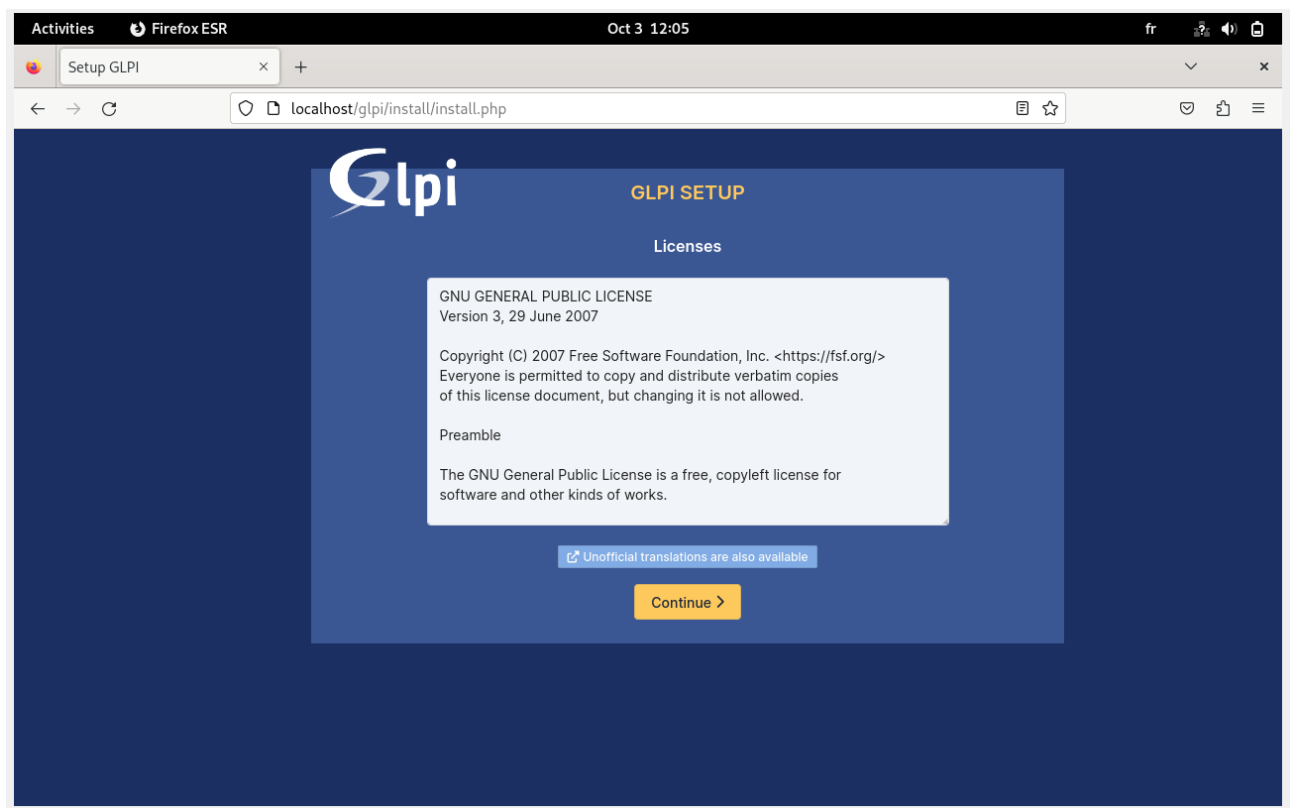 Activities Firefox ESR Oct 3 12:05 fr
Setup GLPI
localhost/glpi/install/install.php
Glpi
GLPI SETUP
Licenses
GNU GENERAL PUBLIC LICENSE
Version 3, 29 June 2007
Copyright (C) 2007 Free Software Foundation, Inc. <https://fsf.org/>
Everyone is permitted to copy and distribute verbatim copies
of this license document, but changing it is not allowed.
Preamble
The GNU General Public License is a free, copyleft license for
software and other kinds of works.
Unofficial translations are also available
Continue